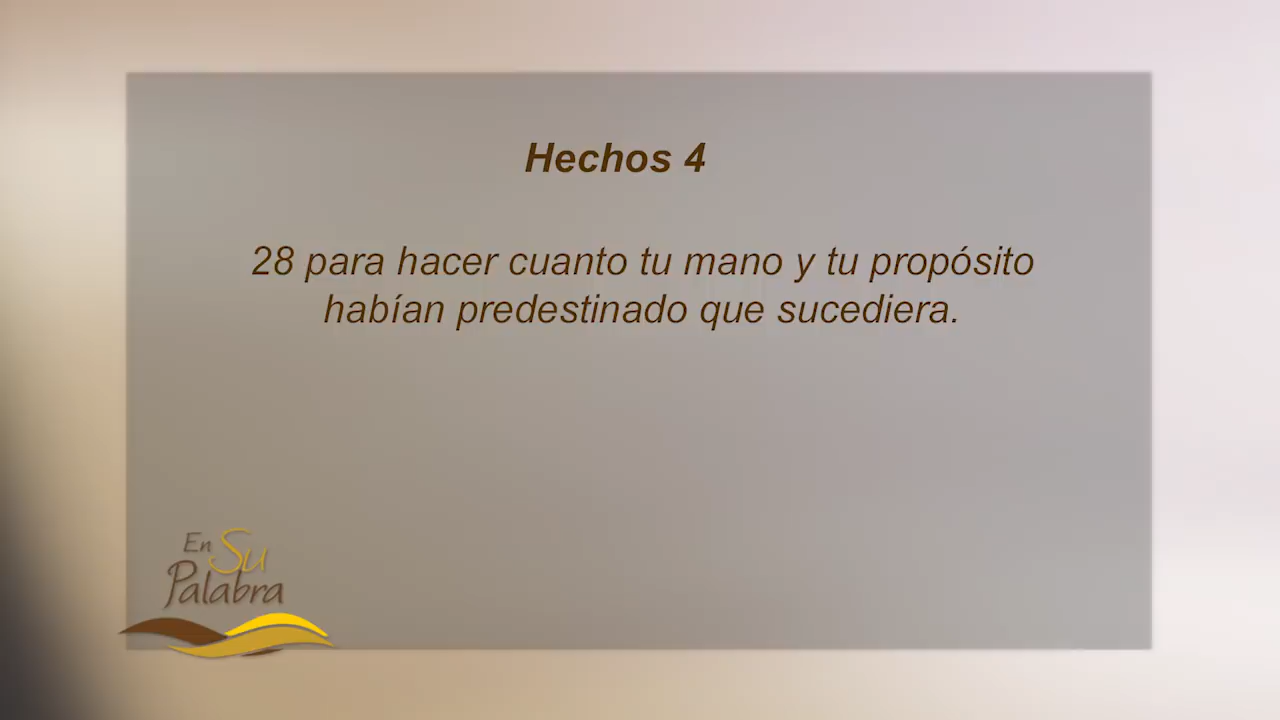 Hechos 4
28 para hacer cuanto tu mano y tu propósito
habían predestinado que sucediera.
En Su
Palabra